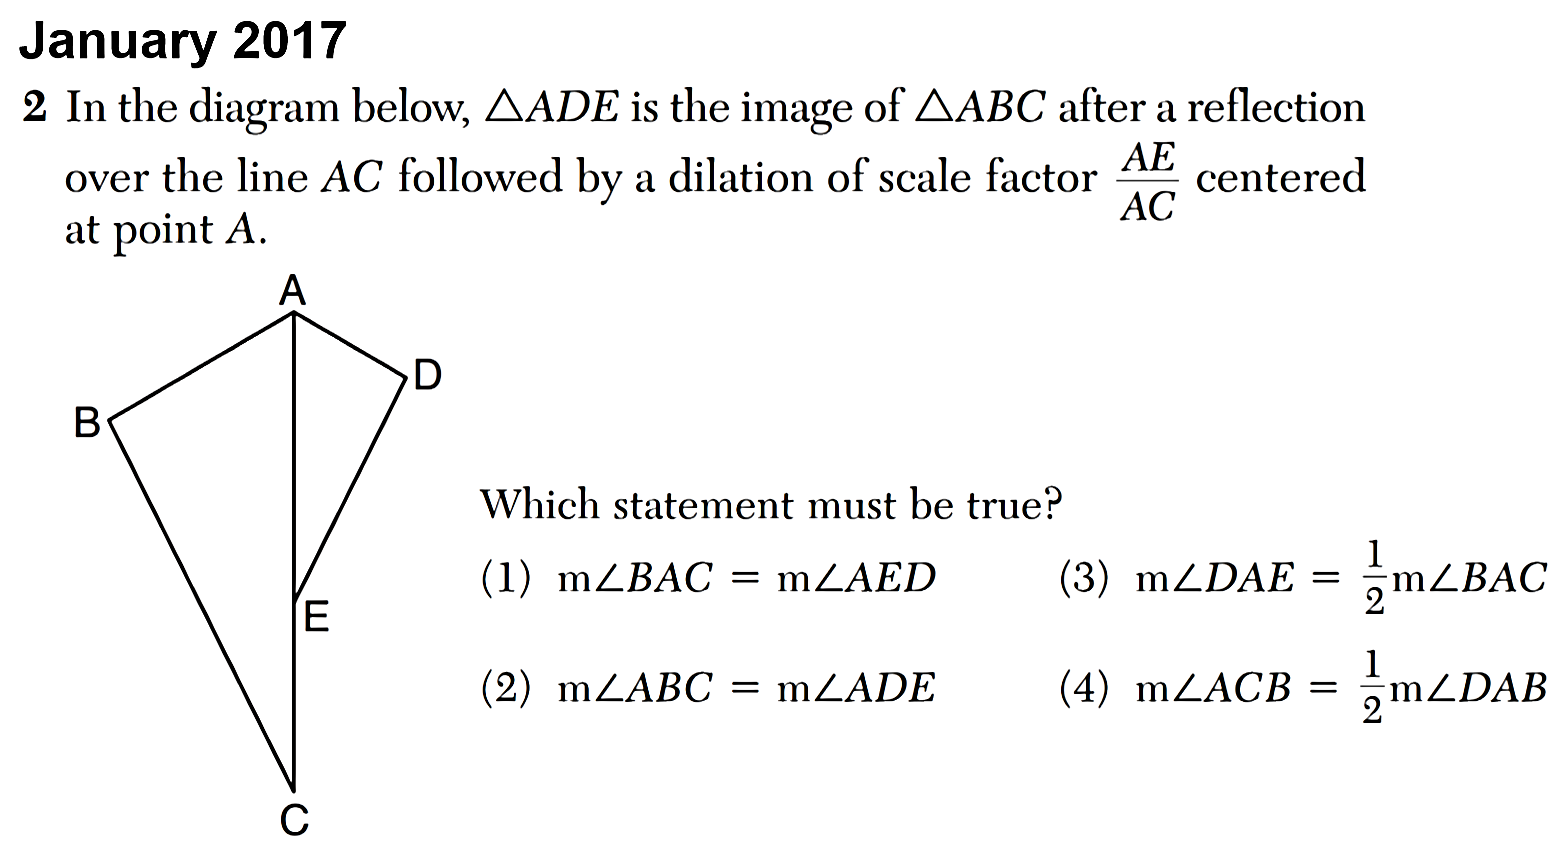 January 2017
2 In the diagram below, △ADE is the image of △ABC after a reflection
over the line AC followed by a dilation of scale factor AE/AC centered
at point A.
A
D
B
E
C
Which statement must be true?
(1) m∠BAC = m∠AED
(3) m∠DAE = 1/2 m∠BAC
(2) m∠ABC = m∠ADE
(4) m∠ACB = 1/2 m∠DAB